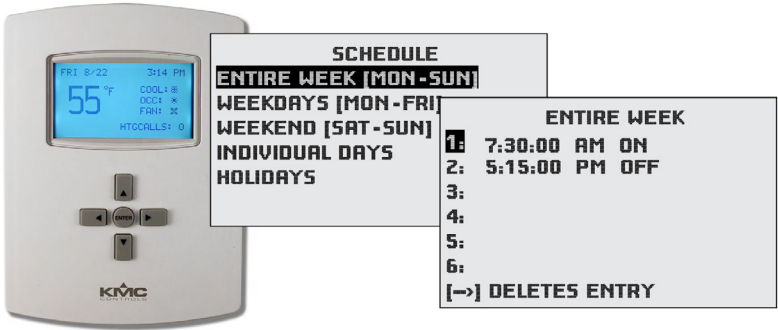 FRI 8/22 3:14 PM
55 °F COOL:
OCC:
FAN:
HTGCALLS: 0
ENTER
KMC
CONTROLS
SCHEDULE
ENTIRE WEEK [MON-SUN]
WEEKDAYS [MON-FRI]
WEEKEND [SAT-SUN]
INDIVIDUAL DAYS
HOLIDAYS
ENTIRE WEEK
1: 7:30:00 AM ON
2: 5:15:00 PM OFF
3:
4:
5:
6:
[->] DELETES ENTRY